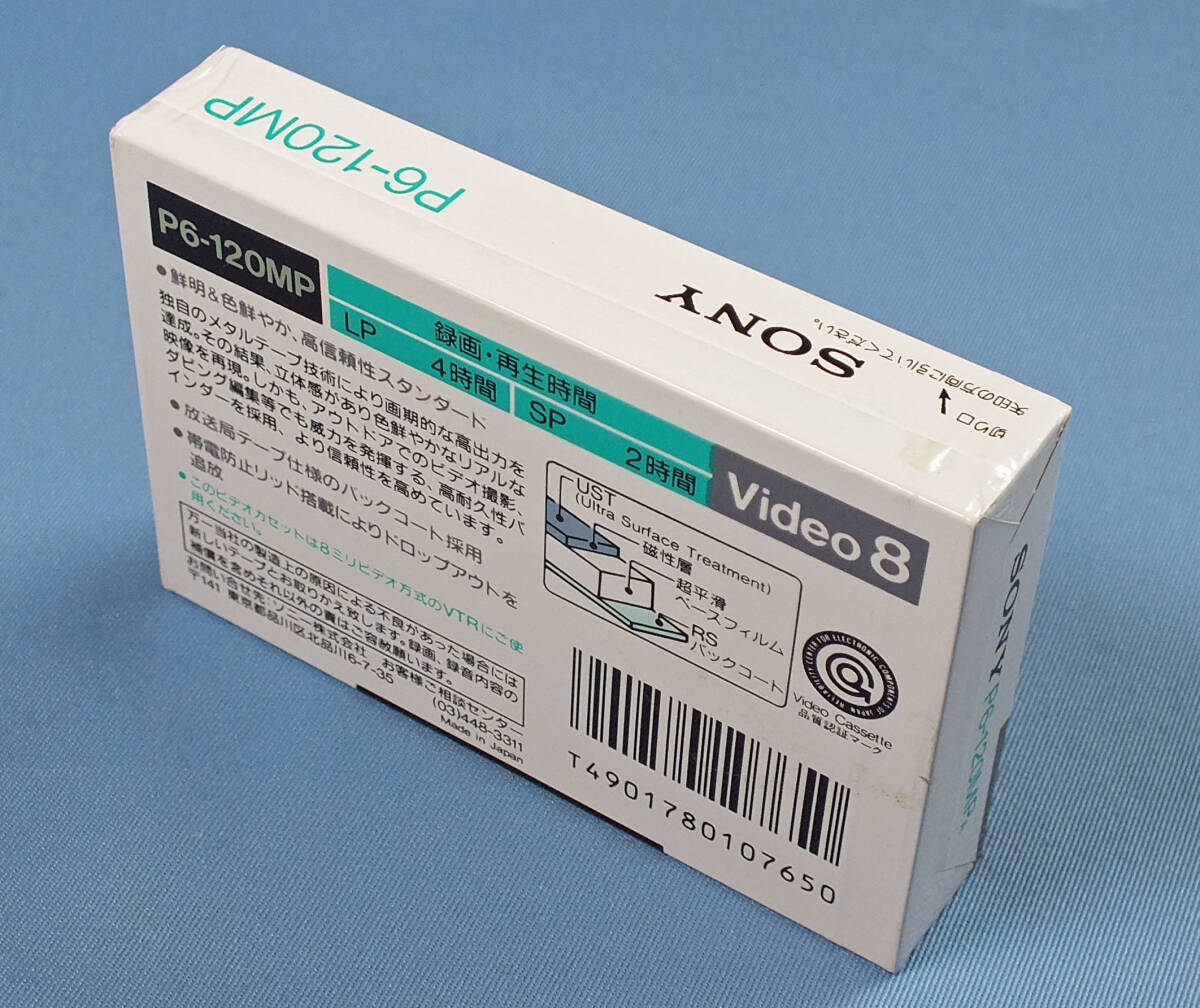 P6-120MP
SONY
矢印の方向に引いてください。
切り口
P6-120MP
録画・再生時間
LP 4時間
SP 2時間
Video 8
●鮮明&色鮮やか、高信頼性スタンダード
独自のメタルテープ技術により画期的な高出力を
達成。その結果、立体感があり色鮮やかなリアルな
映像を再現。しかも、アウトドアでのビデオ撮影、
ダビング編集等でも威力を発揮する、高耐久性バ
インダーを採用、より信頼性を高めています。
●放送局テープ仕様のバックコート採用
●帯電防止リッド搭載によりドロップアウトを
追放
●このビデオカセットは8ミリビデオ方式のVTRにご使
用ください。
万一当社の製造上の原因による不良があった場合には
新しいテープとお取りかえ致します。録画、録音内容の
補償を含めそれ以外の責はご容赦願います。
お問い合せ先:ソニー株式会社 お客様ご相談センター
〒141 東京都品川区北品川6-7-35 (03)448-3311
Made in Japan
UST
(Ultra Surface Treatment)
磁性層
超平滑
ベースフィルム
RS
バックコート
RELIABILITY CENTER FOR ELECTRONIC COMPONENTS OF JAPAN
Video Cassette
品質認証マーク
T4901780107650
SONY
P6-120MP